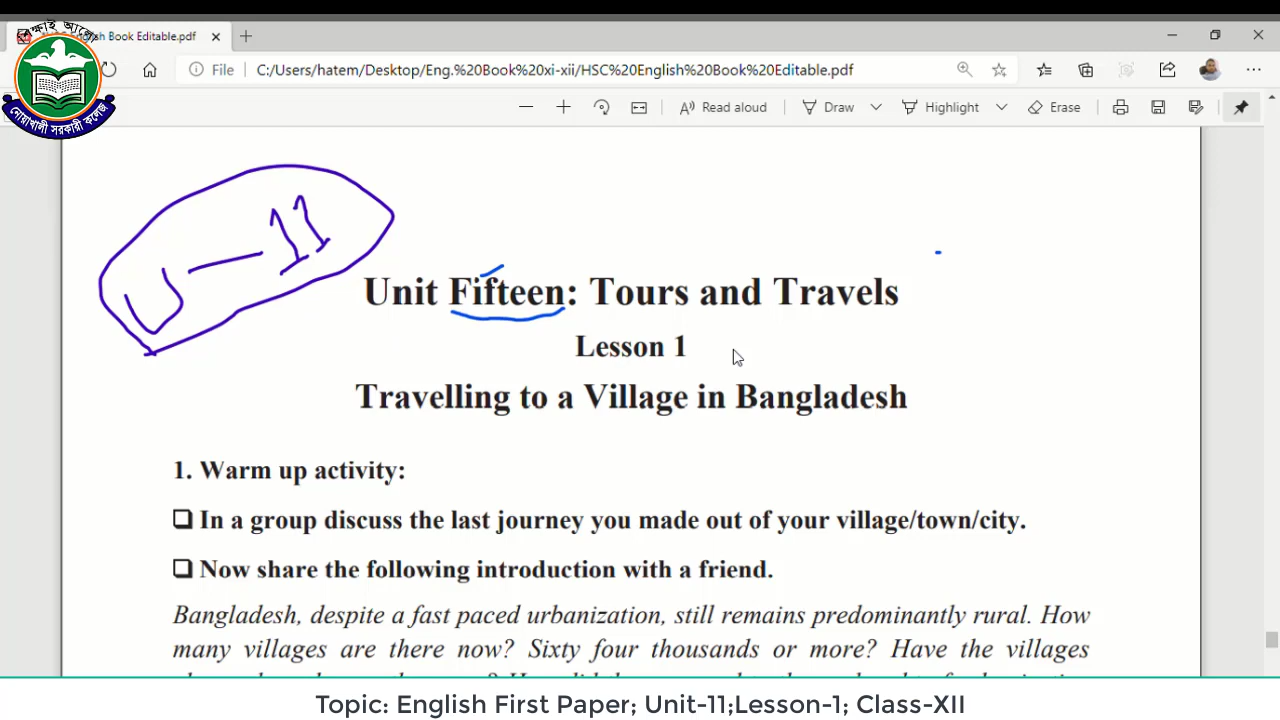 শিক্ষাই আলো
নোয়াখালী সরকারী কলেজ
English Book Editable.pdf
File C:/Users/hatem/Desktop/Eng.%20Book%20xi-xii/HSC%20English%20Book%20Editable.pdf
Read aloud Draw Highlight Erase
U—11
Unit Fifteen: Tours and Travels
Lesson 1
Travelling to a Village in Bangladesh
1. Warm up activity:
In a group discuss the last journey you made out of your village/town/city.
Now share the following introduction with a friend.
Bangladesh, despite a fast paced urbanization, still remains predominantly rural. How
many villages are there now? Sixty four thousands or more? Have the villages
Topic: English First Paper; Unit-11;Lesson-1; Class-XII